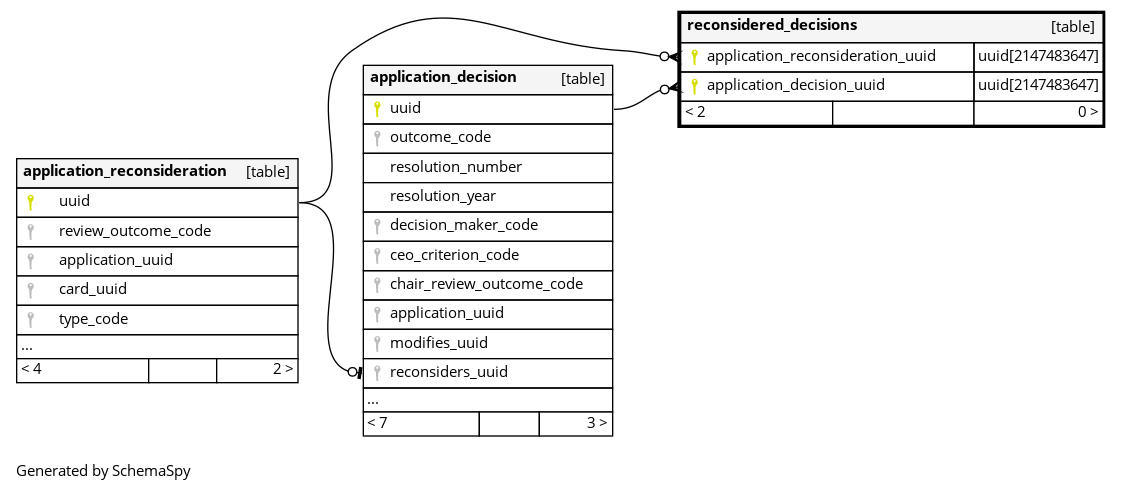 reconsidered_decisions [table]
application_reconsideration_uuid uuid[2147483647]
application_decision_uuid uuid[2147483647]
< 2 0 >
application_decision [table]
uuid
outcome_code
resolution_number
resolution_year
decision_maker_code
ceo_criterion_code
chair_review_outcome_code
application_uuid
modifies_uuid
reconsiders_uuid
...
< 7 3 >
application_reconsideration [table]
uuid
review_outcome_code
application_uuid
card_uuid
type_code
...
< 4 2 >
Generated by SchemaSpy